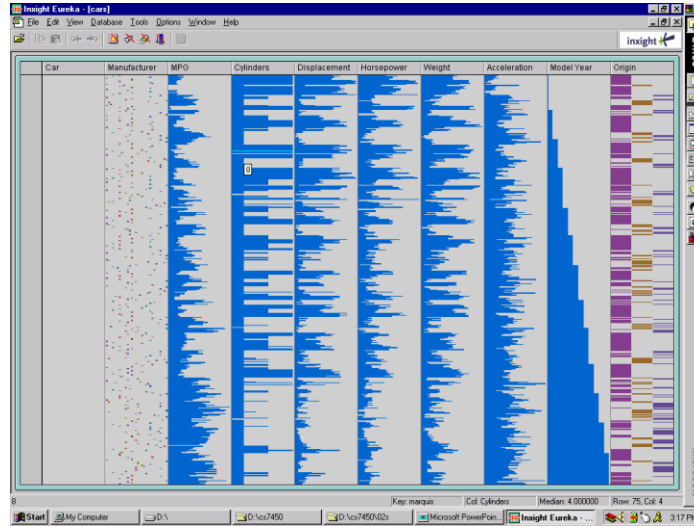 Inxight Eureka - [cars]
File Edit View Database Tools Options Window Help
inxight
Car Manufacturer MPG Cylinders Displacement Horsepower Weight Acceleration Model Year Origin
8
8 Key: marquis Col: Cylinders Median: 4.000000 Row: 75, Col: 4
Start My Computer D:\ D:\cs7450 D:\cs7450\02s Microsoft PowerPoin... Inxight Eureka - ... 3:17 P